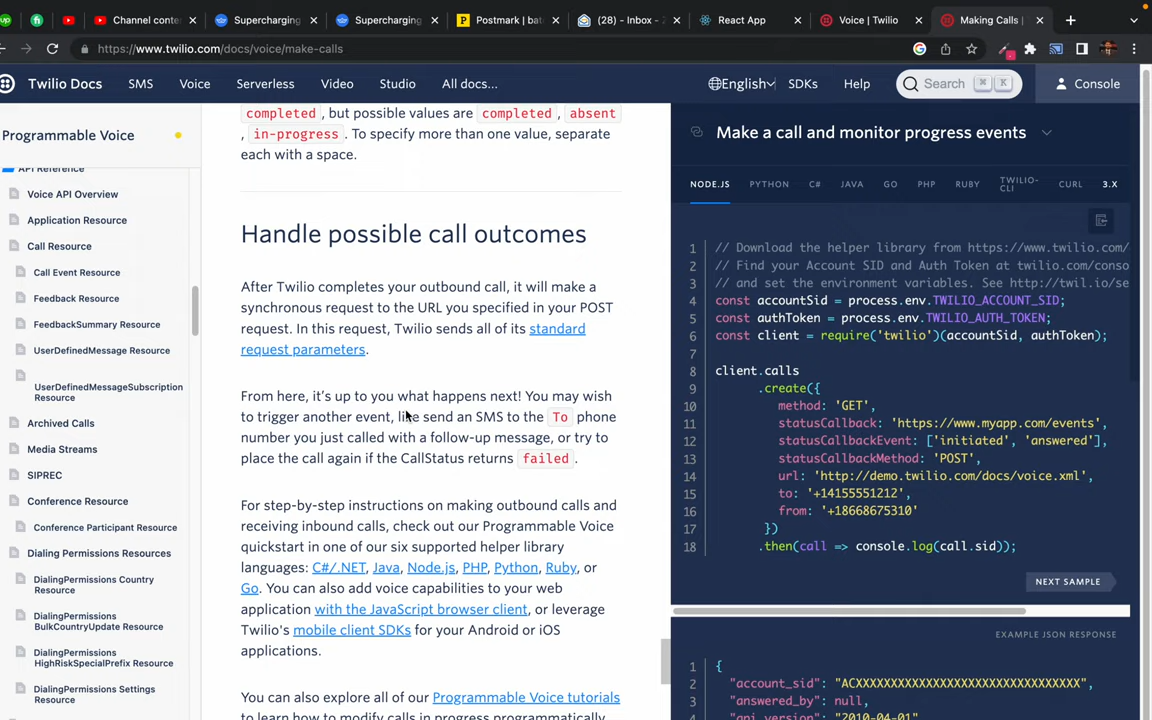 up
Channel conte
Supercharging
Supercharging
Postmark | bat
(28) - Inbox -
React App
Voice | Twilio
Making Calls |
https://www.twilio.com/docs/voice/make-calls
Twilio Docs
SMS
Voice
Serverless
Video
Studio
All docs...
English
SDKs
Help
Search
⌘
K
Console
Programmable Voice
API Reference
Voice API Overview
Application Resource
Call Resource
Call Event Resource
Feedback Resource
FeedbackSummary Resource
UserDefinedMessage Resource
UserDefinedMessageSubscription
Resource
Archived Calls
Media Streams
SIPREC
Conference Resource
Conference Participant Resource
Dialing Permissions Resources
DialingPermissions Country
Resource
DialingPermissions
BulkCountryUpdate Resource
DialingPermissions
HighRiskSpecialPrefix Resource
DialingPermissions Settings
Resource
completed , but possible values are completed , absent
, in-progress . To specify more than one value, separate
each with a space.
Handle possible call outcomes
After Twilio completes your outbound call, it will make a
synchronous request to the URL you specified in your POST
request. In this request, Twilio sends all of its standard
request parameters.
From here, it's up to you what happens next! You may wish
to trigger another event, like send an SMS to the To phone
number you just called with a follow-up message, or try to
place the call again if the CallStatus returns failed .
For step-by-step instructions on making outbound calls and
receiving inbound calls, check out our Programmable Voice
quickstart in one of our six supported helper library
languages: C#/.NET, Java, Node.js, PHP, Python, Ruby, or
Go. You can also add voice capabilities to your web
application with the JavaScript browser client, or leverage
Twilio's mobile client SDKs for your Android or iOS
applications.
You can also explore all of our Programmable Voice tutorials
to learn how to modify calls in progress programmatically,
Make a call and monitor progress events
NODE.JS
PYTHON
C#
JAVA
GO
PHP
RUBY
TWILIO-
CLI
CURL
3.X
1 // Download the helper library from https://www.twilio.com/
2 // Find your Account SID and Auth Token at twilio.com/conso
3 // and set the environment variables. See http://twil.io/se
4 const accountSid = process.env.TWILIO_ACCOUNT_SID;
5 const authToken = process.env.TWILIO_AUTH_TOKEN;
6 const client = require('twilio')(accountSid, authToken);
7
8 client.calls
9 .create({
10 method: 'GET',
11 statusCallback: 'https://www.myapp.com/events',
12 statusCallbackEvent: ['initiated', 'answered'],
13 statusCallbackMethod: 'POST',
14 url: 'http://demo.twilio.com/docs/voice.xml',
15 to: '+14155551212',
16 from: '+18668675310'
17 })
18 .then(call => console.log(call.sid));
NEXT SAMPLE
EXAMPLE JSON RESPONSE
1 {
2 "account_sid": "ACXXXXXXXXXXXXXXXXXXXXXXXXXXXXXXXX",
3 "answered_by": null,
4 "api_version": "2010-04-01",